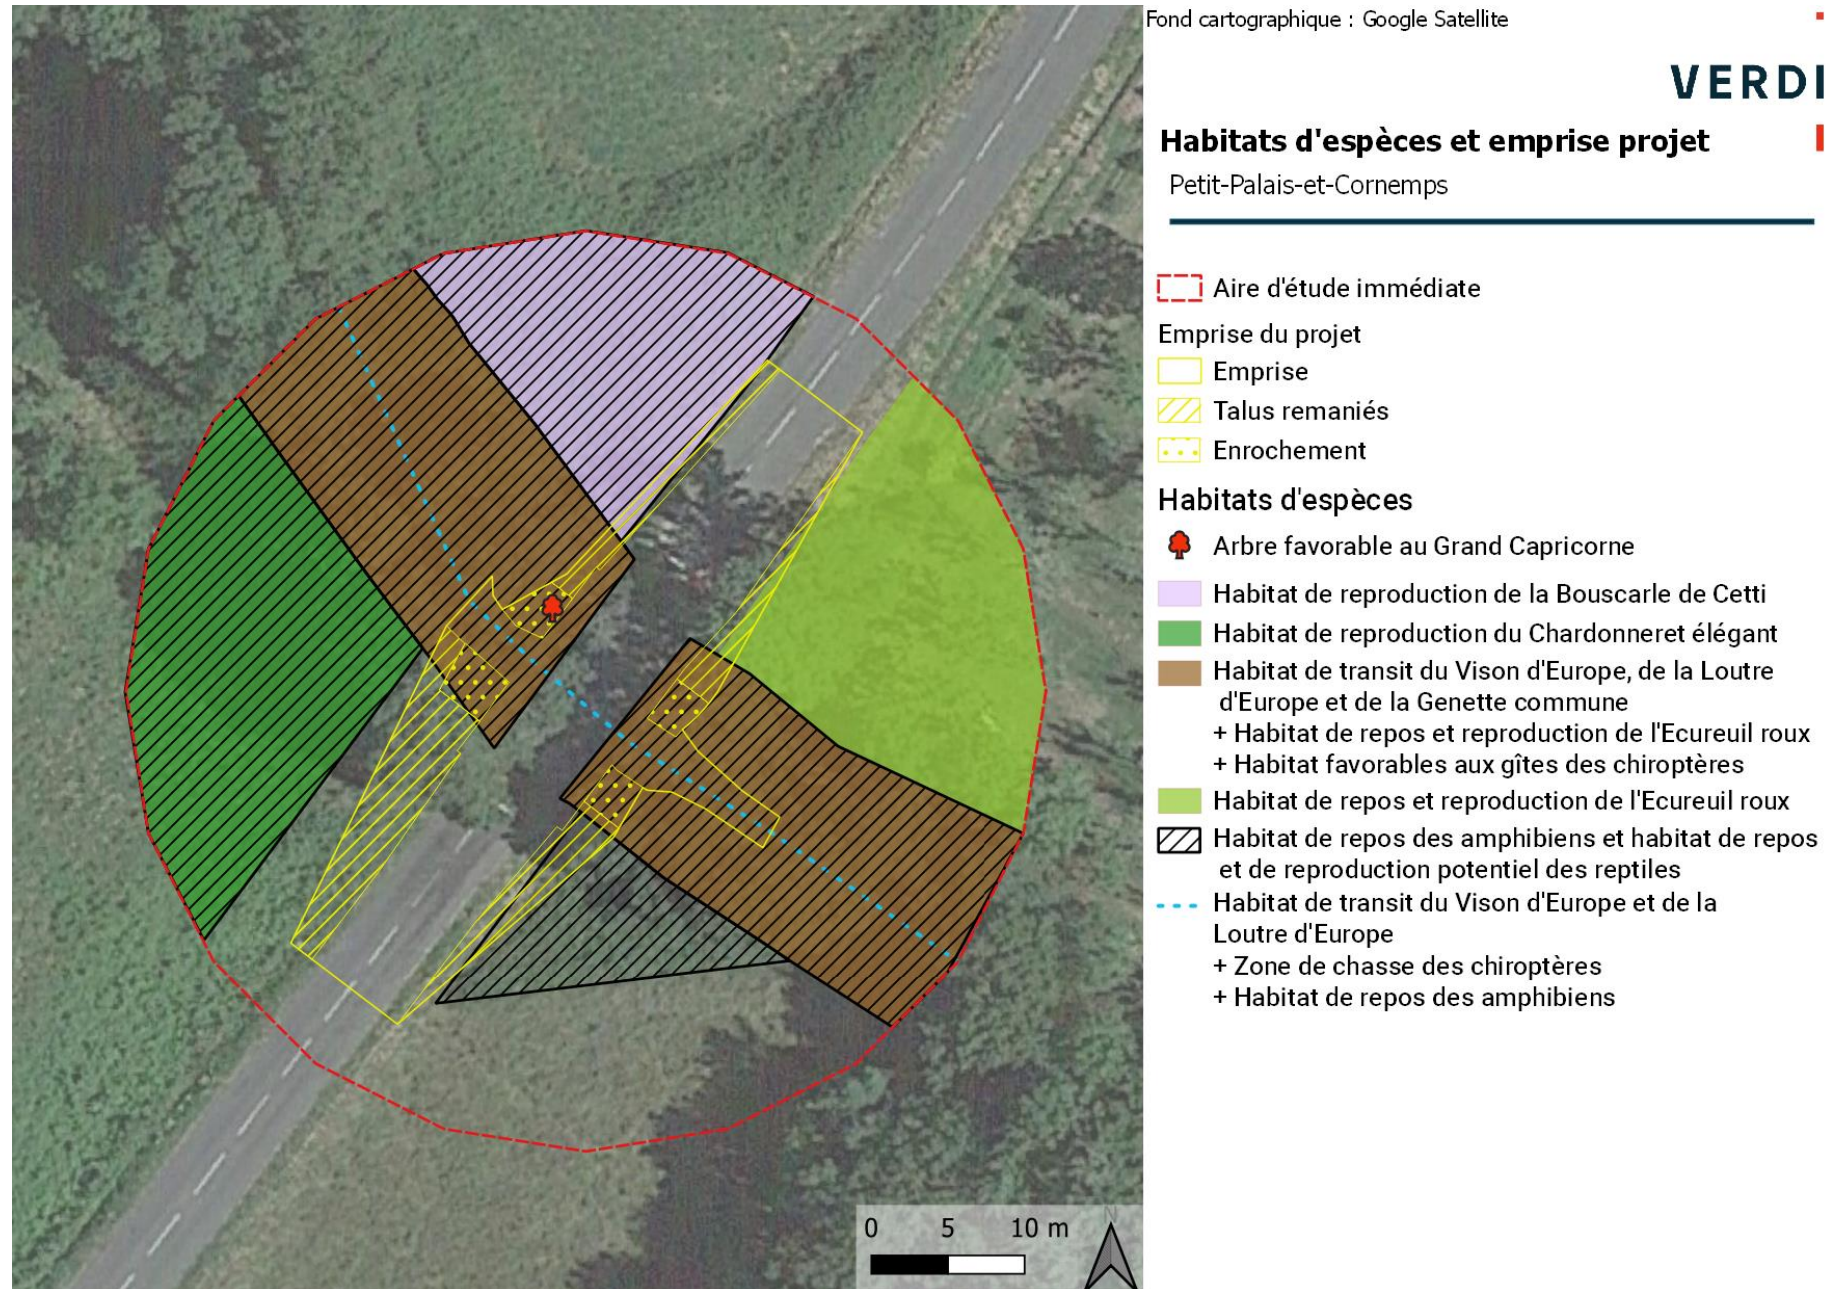 Fond cartographique : Google Satellite
VERDI
Habitats d'espèces et emprise projet
Petit-Palais-et-Cornemps
Aire d'étude immédiate
Emprise du projet
Emprise
Talus remaniés
Enrochement
Habitats d'espèces
Arbre favorable au Grand Capricorne
Habitat de reproduction de la Bouscarle de Cetti
Habitat de reproduction du Chardonneret élégant
Habitat de transit du Vison d'Europe, de la Loutre
d'Europe et de la Genette commune
+ Habitat de repos et reproduction de l'Ecureuil roux
+ Habitat favorables aux gîtes des chiroptères
Habitat de repos et reproduction de l'Ecureuil roux
Habitat de repos des amphibiens et habitat de repos
et de reproduction potentiel des reptiles
Habitat de transit du Vison d'Europe et de la
Loutre d'Europe
+ Zone de chasse des chiroptères
+ Habitat de repos des amphibiens
0 5 10 m
N